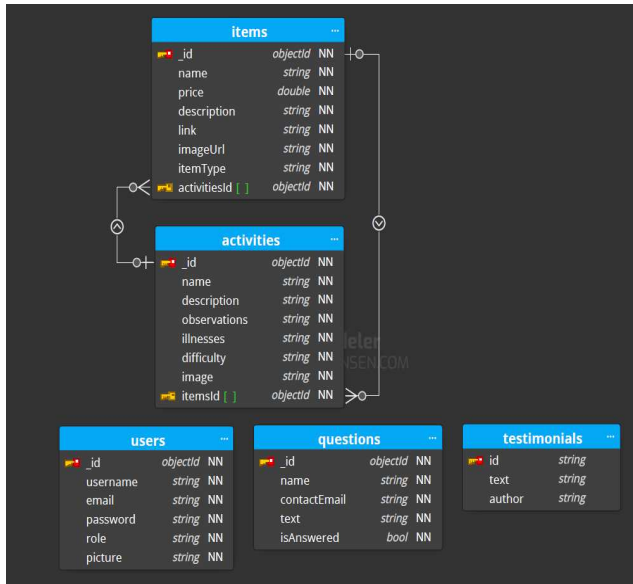 items ...
_id objectId NN
name string NN
price double NN
description string NN
link string NN
imageUrl string NN
itemType string NN
activitiesId [ ] objectId NN
activities ...
_id objectId NN
name string NN
description string NN
observations string NN
illnesses string NN
difficulty string NN
image string NN
itemsId [ ] objectId NN
users ...
_id objectId NN
username string NN
email string NN
password string NN
role string NN
picture string NN
questions ...
_id objectId NN
name string NN
contactEmail string NN
text string NN
isAnswered bool NN
testimonials ...
id string
text string
author string